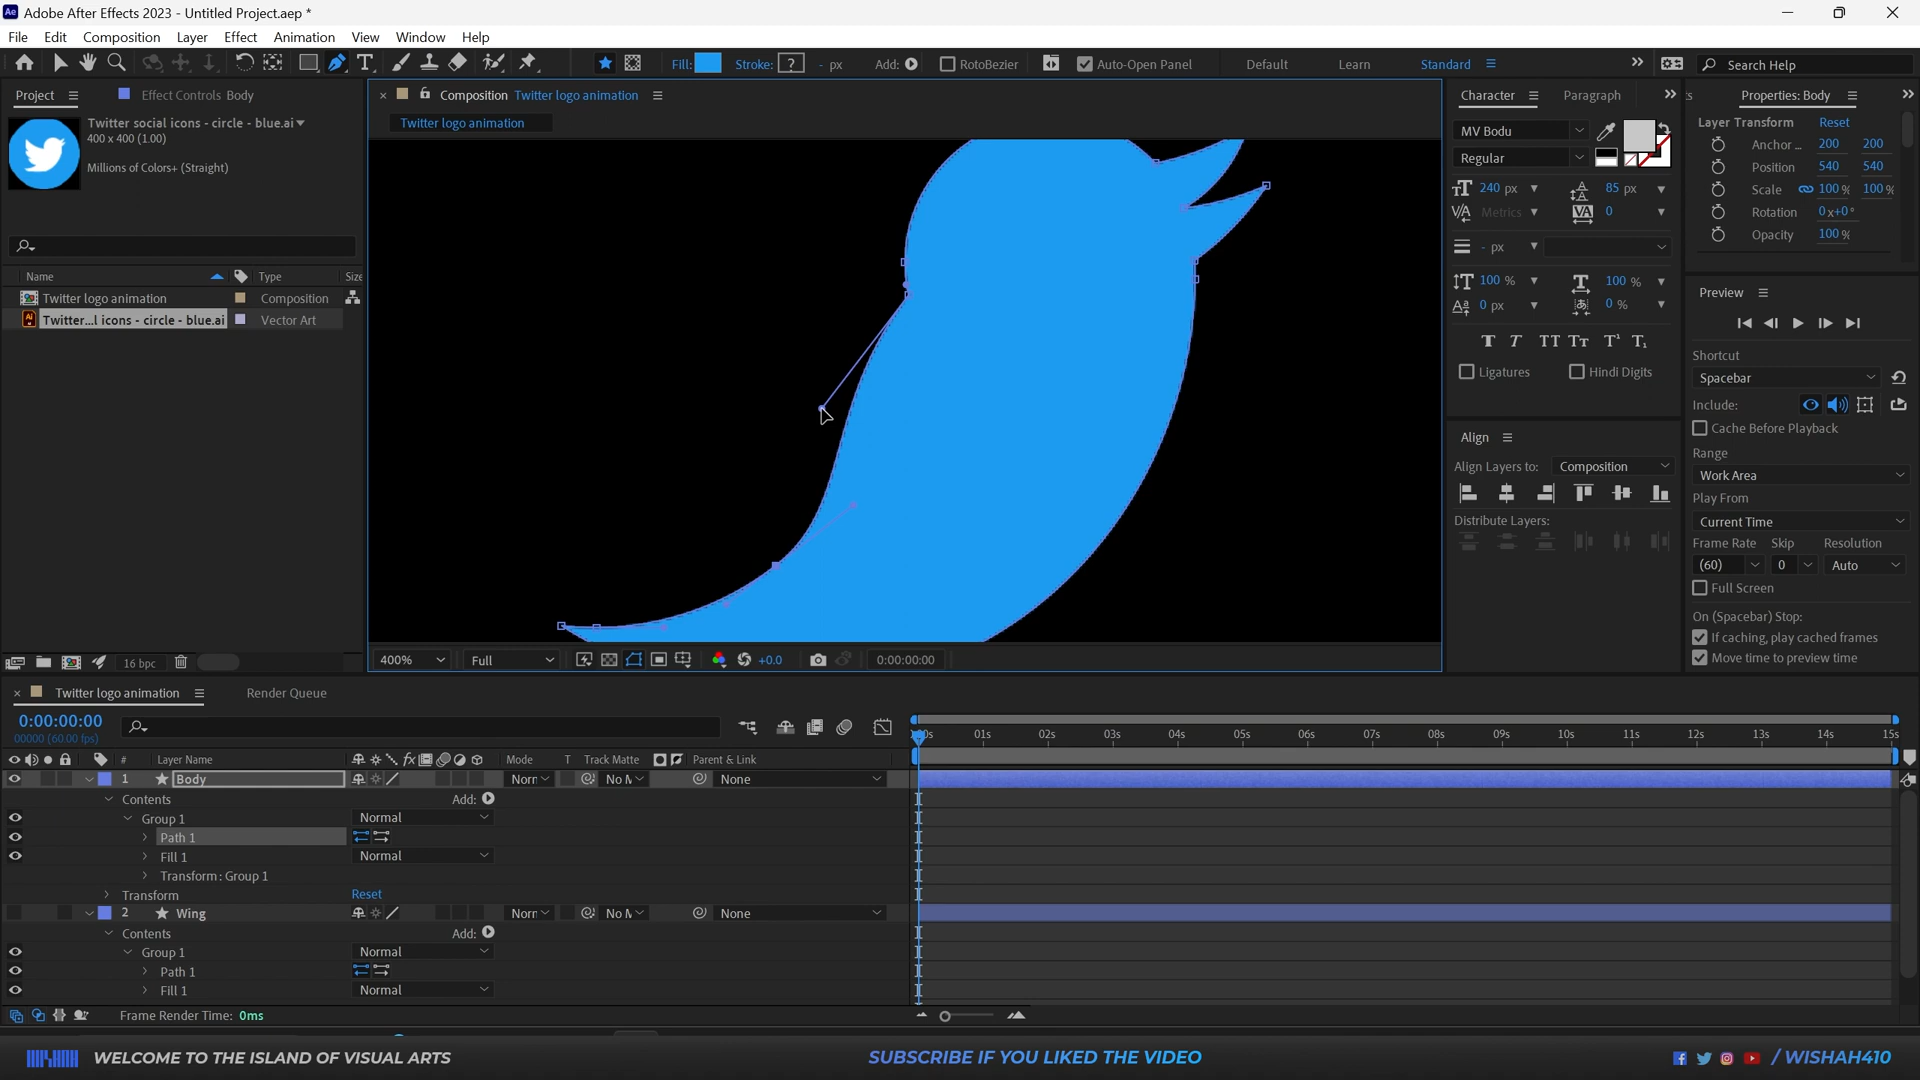 Adobe After Effects 2023 - Untitled Project.aep *
File Edit Composition Layer Effect Animation View Window Help
Fill: Stroke: ? - px Add: RotoBezier Auto-Open Panel Default Learn Standard Search Help
Project Effect Controls Body
Twitter social icons - circle - blue.ai
400 x 400 (1.00)
Millions of Colors+ (Straight)
Name Type Size
Twitter logo animation Composition
Twitter...l icons - circle - blue.ai Vector Art
16 bpc
Composition Twitter logo animation
Twitter logo animation
400% Full +0.0 0:00:00:00
Character Paragraph
MV Bodu
Regular
240 px 85 px
Metrics 0
- px
100 % 100 %
0 px 0 %
Ligatures Hindi Digits
Align
Align Layers to: Composition
Distribute Layers:
Properties: Body
Layer Transform Reset
Anchor ... 200 200
Position 540 540
Scale 100 % 100 %
Rotation 0x+0°
Opacity 100 %
Preview
Shortcut
Spacebar
Include:
Cache Before Playback
Range
Work Area
Play From
Current Time
Frame Rate Skip Resolution
(60) 0 Auto
Full Screen
On (Spacebar) Stop:
If caching, play cached frames
Move time to preview time
Twitter logo animation Render Queue
0:00:00:00
00000 (60.00 fps)
01s 02s 03s 04s 05s 06s 07s 08s 09s 10s 11s 12s 13s 14s 15s
# Layer Name Mode T Track Matte Parent & Link
1 Body Norr No M None
Contents Add:
Group 1 Normal
Path 1
Fill 1 Normal
Transform: Group 1
Transform Reset
2 Wing Norr No M None
Contents Add:
Group 1 Normal
Path 1
Fill 1 Normal
Frame Render Time: 0ms
WELCOME TO THE ISLAND OF VISUAL ARTS
SUBSCRIBE IF YOU LIKED THE VIDEO
/ WISHAH410